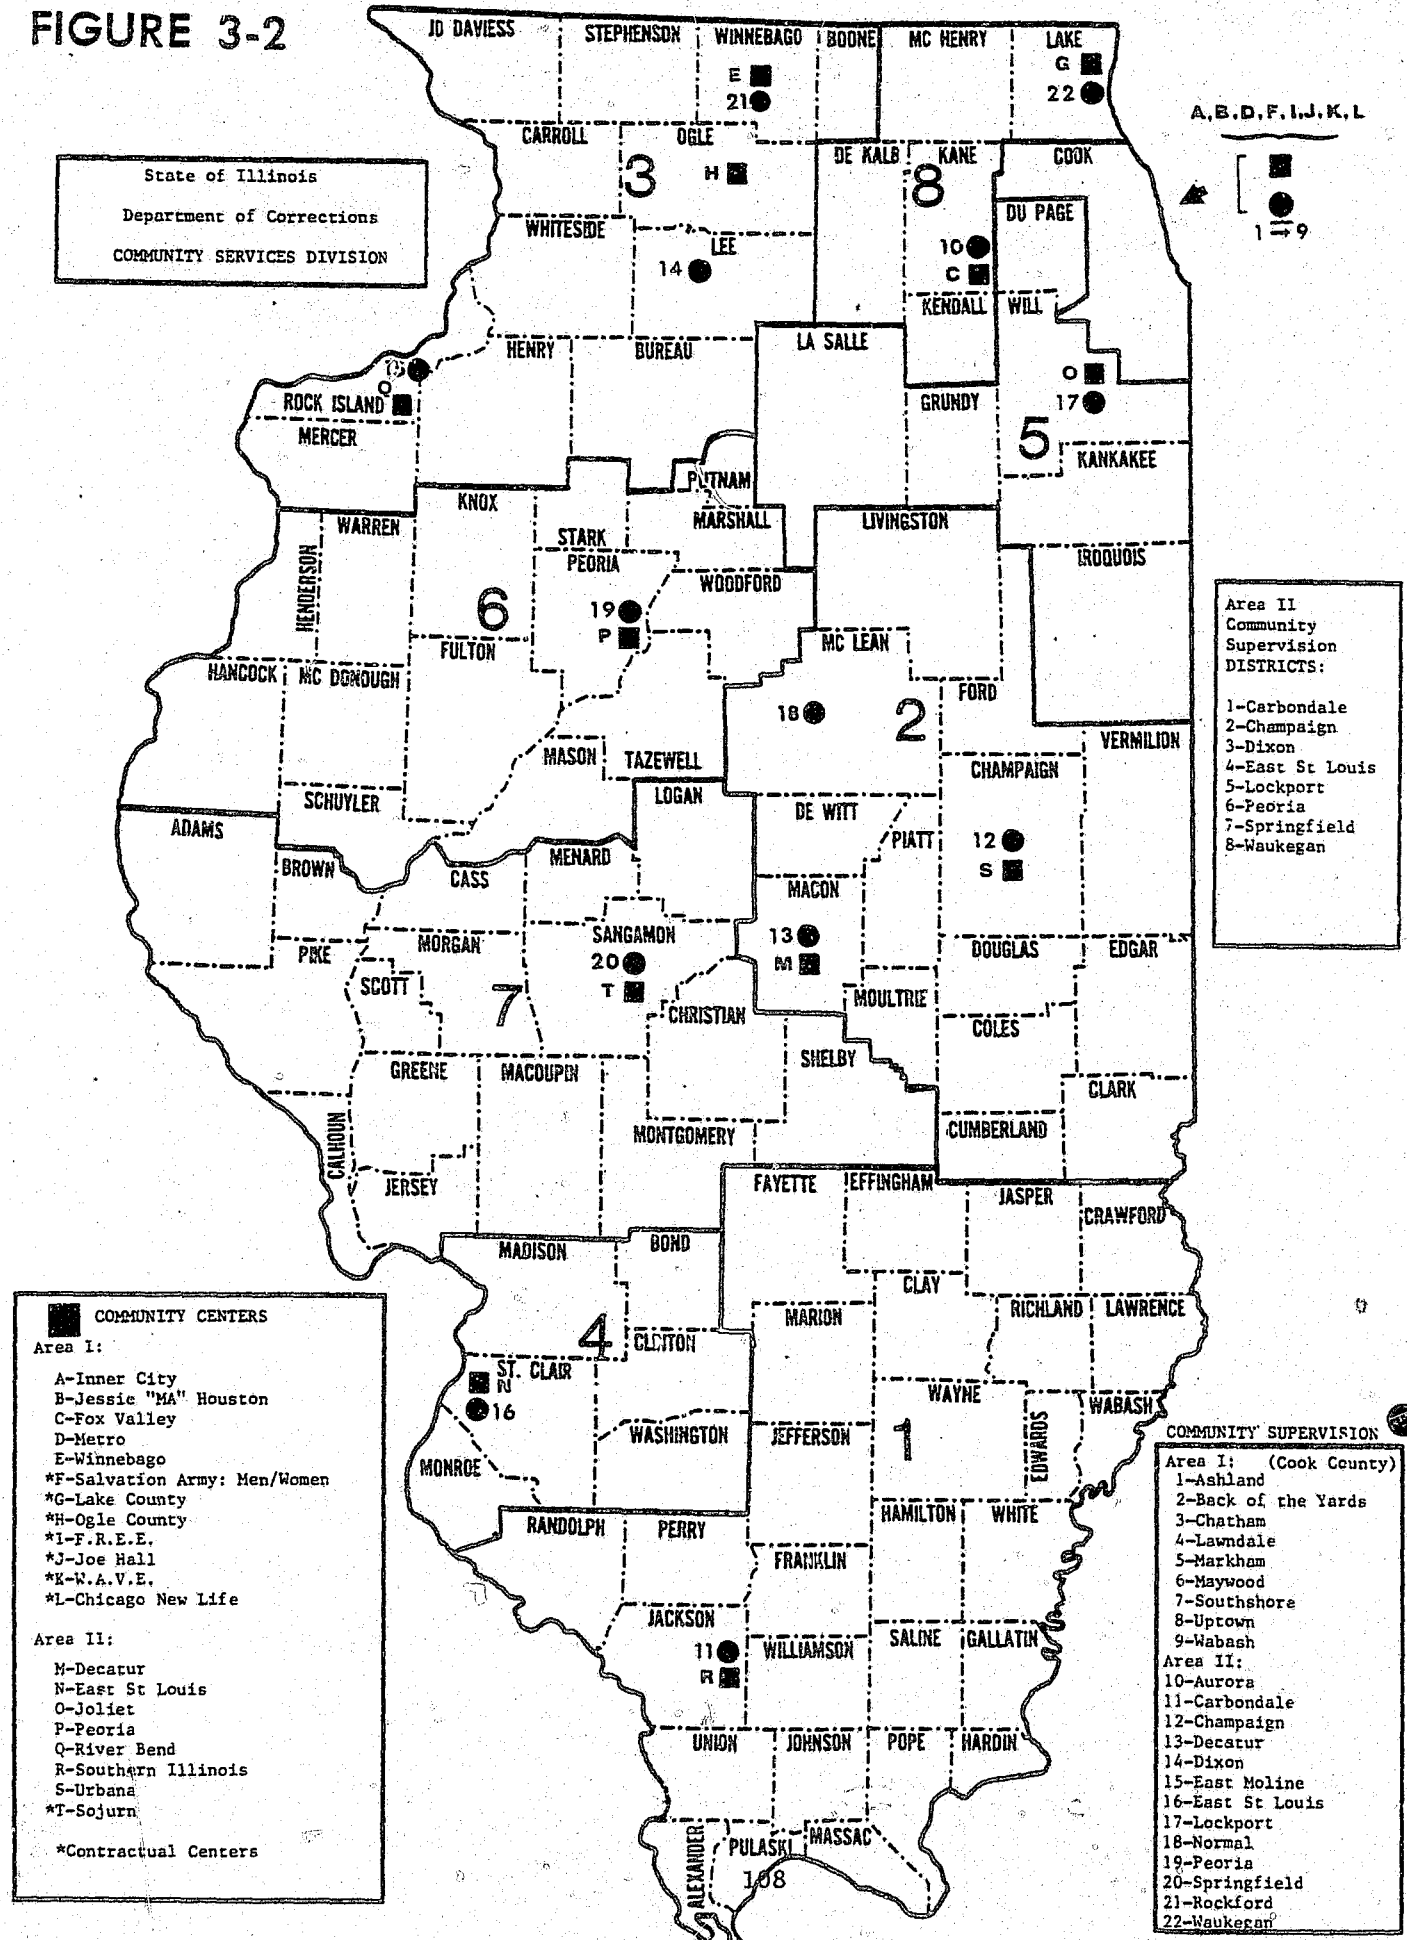 FIGURE 3-2
JO DAVIESS
STEPHENSON
WINNEBAGO
BOONE
MC HENRY
LAKE
E
21
G
22
A,B,D,F,I,J,K,L
1→9
State of Illinois
Department of Corrections
COMMUNITY SERVICES DIVISION
CARROLL
OGLE
3
H
DE KALB
KANE
8
COOK
DU PAGE
WHITESIDE
LEE
14
10
C
KENDALL
WILL
HENRY
BUREAU
LA SALLE
15
Q
ROCK ISLAND
MERCER
GRUNDY
O
17
5
KANKAKEE
PUTNAM
KNOX
WARREN
STARK
MARSHALL
LIVINGSTON
HENDERSON
PEORIA
WOODFORD
IROQUOIS
6
19
P
FULTON
MC LEAN
HANCOCK
MC DONOUGH
FORD
18
2
VERMILION
MASON
TAZEWELL
CHAMPAIGN
Area II
Community
Supervision
DISTRICTS:
1-Carbondale
2-Champaign
3-Dixon
4-East St Louis
5-Lockport
6-Peoria
7-Springfield
8-Waukegan
SCHUYLER
LOGAN
ADAMS
DE WITT
PIATT
12
S
BROWN
CASS
MENARD
MACON
13
M
PIKE
MORGAN
SANGAMON
20
T
DOUGLAS
EDGAR
SCOTT
7
CHRISTIAN
MOULTRIE
COLES
GREENE
MACOUPIN
SHELBY
CLARK
CALHOUN
MONTGOMERY
CUMBERLAND
JERSEY
FAYETTE
EFFINGHAM
JASPER
CRAWFORD
MADISON
BOND
CLAY
RICHLAND
LAWRENCE
MARION
4
CLINTON
ST. CLAIR
N
16
WAYNE
WABASH
EDWARDS
WASHINGTON
JEFFERSON
1
MONROE
RANDOLPH
PERRY
HAMILTON
WHITE
FRANKLIN
JACKSON
11
R
WILLIAMSON
SALINE
GALLATIN
UNION
JOHNSON
POPE
HARDIN
ALEXANDER
PULASKI
MASSAC
108
COMMUNITY CENTERS
Area I:
A-Inner City
B-Jessie "MA" Houston
C-Fox Valley
D-Metro
E-Winnebago
*F-Salvation Army: Men/Women
*G-Lake County
*H-Ogle County
*I-F.R.E.E.
*J-Joe Hall
*K-W.A.V.E.
*L-Chicago New Life
Area II:
M-Decatur
N-East St Louis
O-Joliet
P-Peoria
Q-River Bend
R-Southern Illinois
S-Urbana
*T-Sojurn
*Contractual Centers
COMMUNITY SUPERVISION
Area I: (Cook County)
1-Ashland
2-Back of the Yards
3-Chatham
4-Lawndale
5-Markham
6-Maywood
7-Southshore
8-Uptown
9-Wabash
Area II:
10-Aurora
11-Carbondale
12-Champaign
13-Decatur
14-Dixon
15-East Moline
16-East St Louis
17-Lockport
18-Normal
19-Peoria
20-Springfield
21-Rockford
22-Waukegan